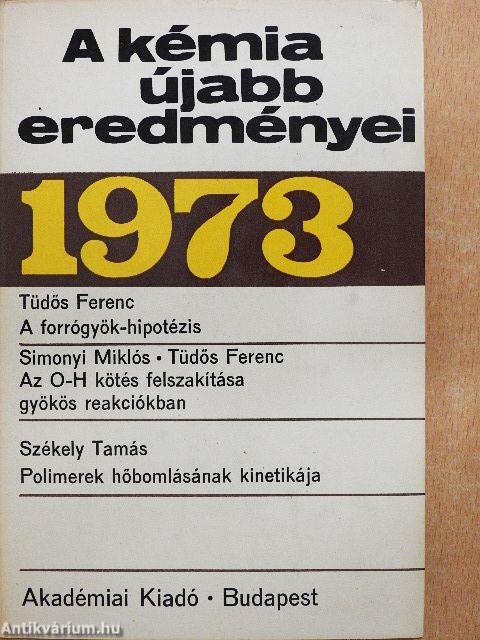 A kémia
újabb
eredményei
1973
Tüdős Ferenc
A forrógyök-hipotézis
Simonyi Miklós • Tüdős Ferenc
Az O-H kötés felszakítása
gyökös reakciókban
Székely Tamás
Polimerek hőbomlásának kinetikája
Akadémiai Kiadó • Budapest
Antikvárium.hu